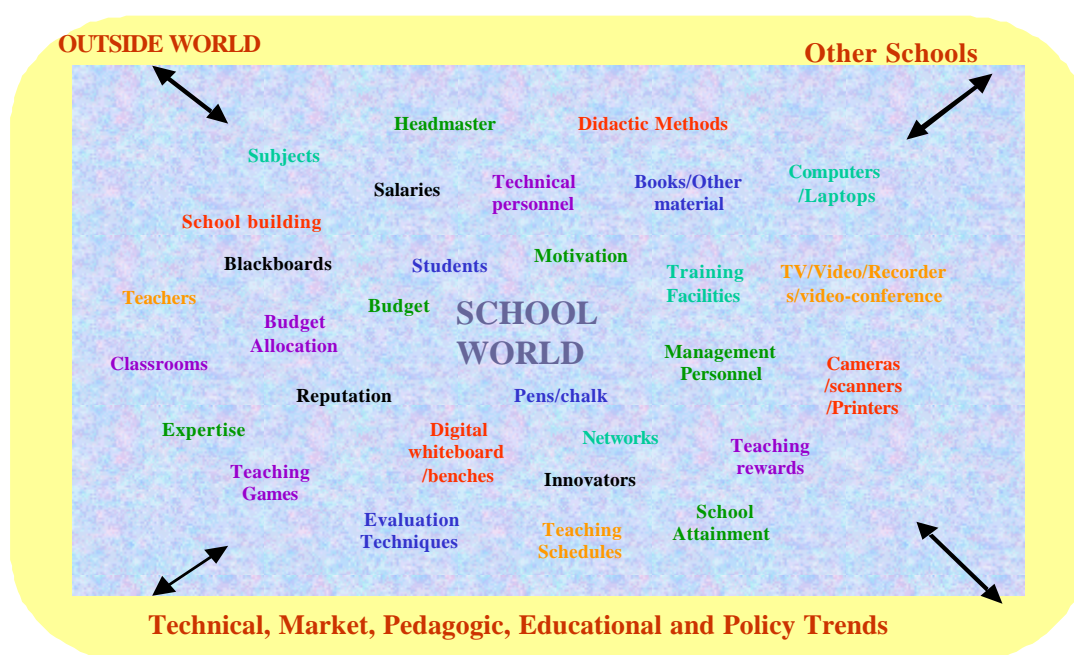 OUTSIDE WORLD
Other Schools
Headmaster
Didactic Methods
Subjects
Salaries
Technical
personnel
Books/Other
material
Computers
/Laptops
School building
Blackboards
Students
Motivation
Training
Facilities
TV/Video/Recorder
s/video-conference
Teachers
Budget
Budget
Allocation
SCHOOL
WORLD
Classrooms
Management
Personnel
Cameras
/scanners
/Printers
Reputation
Pens/chalk
Expertise
Digital
whiteboard
/benches
Networks
Teaching
rewards
Teaching
Games
Innovators
Evaluation
Techniques
Teaching
Schedules
School
Attainment
Technical, Market, Pedagogic, Educational and Policy Trends